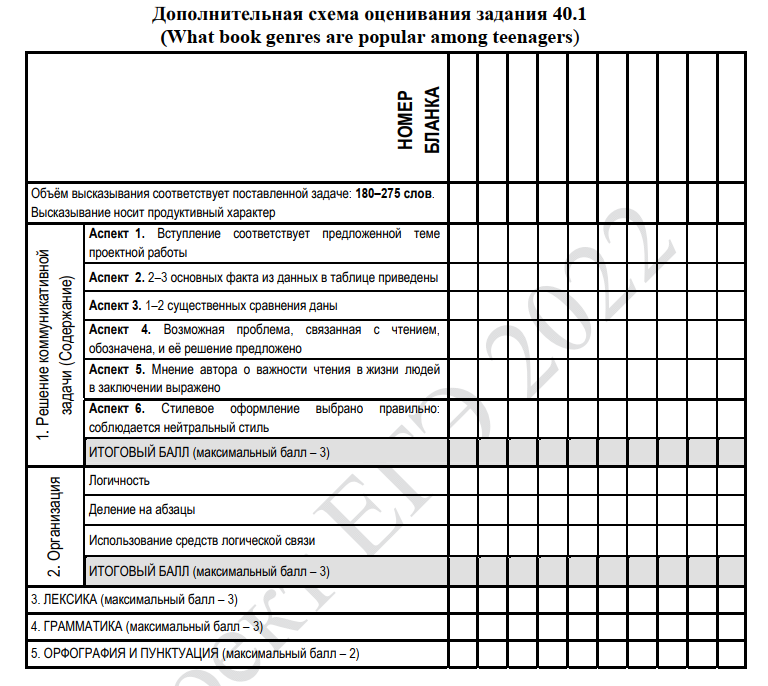 Дополнительная схема оценивания задания 40.1
(What book genres are popular among teenagers)
НОМЕР
БЛАНКА
Объём высказывания соответствует поставленной задаче: 180–275 слов.
Высказывание носит продуктивный характер
1. Решение коммуникативной
задачи (Содержание)
Аспект 1. Вступление соответствует предложенной теме
проектной работы
Аспект 2. 2–3 основных факта из данных в таблице приведены
Аспект 3. 1–2 существенных сравнения даны
Аспект 4. Возможная проблема, связанная с чтением,
обозначена, и её решение предложено
Аспект 5. Мнение автора о важности чтения в жизни людей
в заключении выражено
Аспект 6. Стилевое оформление выбрано правильно:
соблюдается нейтральный стиль
ИТОГОВЫЙ БАЛЛ (максимальный балл – 3)
2. Организация
Логичность
Деление на абзацы
Использование средств логической связи
ИТОГОВЫЙ БАЛЛ (максимальный балл – 3)
3. ЛЕКСИКА (максимальный балл – 3)
4. ГРАММАТИКА (максимальный балл – 3)
5. ОРФОГРАФИЯ И ПУНКТУАЦИЯ (максимальный балл – 2)
ЕГЭ 2022